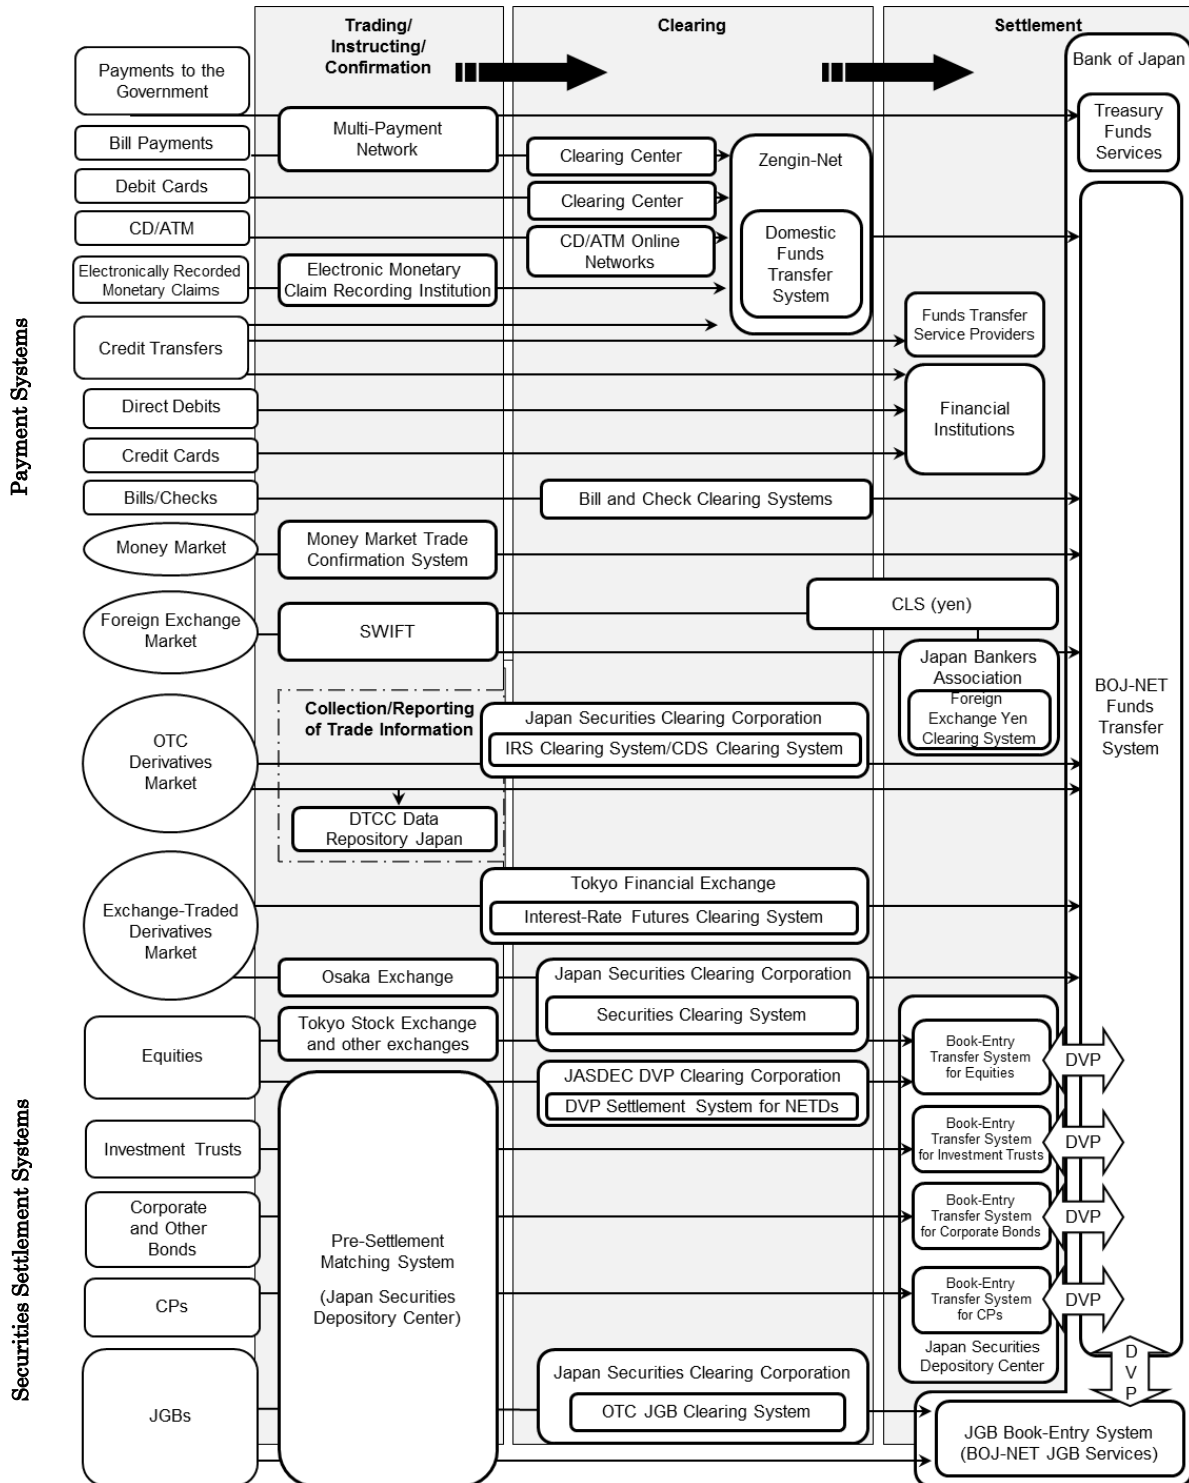 Trading/
Instructing/
Confirmation
Clearing
Settlement
Payment Systems
Securities Settlement Systems
Bank of Japan
Payments to the
Government
Treasury
Funds
Services
Bill Payments
Multi-Payment
Network
Clearing Center
Zengin-Net
Debit Cards
Clearing Center
CD/ATM
CD/ATM Online
Networks
Domestic
Funds
Transfer
System
Electronically Recorded
Monetary Claims
Electronic Monetary
Claim Recording Institution
Credit Transfers
Funds Transfer
Service Providers
Direct Debits
Financial
Institutions
Credit Cards
Bills/Checks
Bill and Check Clearing Systems
Money Market
Money Market Trade
Confirmation System
Foreign Exchange
Market
SWIFT
CLS (yen)
Japan Bankers
Association
Foreign
Exchange Yen
Clearing System
BOJ-NET
Funds
Transfer
System
OTC
Derivatives
Market
Collection/Reporting
of Trade Information
Japan Securities Clearing Corporation
IRS Clearing System/CDS Clearing System
DTCC Data
Repository Japan
Exchange-Traded
Derivatives
Market
Tokyo Financial Exchange
Interest-Rate Futures Clearing System
Osaka Exchange
Japan Securities Clearing Corporation
Securities Clearing System
Equities
Tokyo Stock Exchange
and other exchanges
Book-Entry
Transfer System
for Equities
DVP
JASDEC DVP Clearing Corporation
DVP Settlement System for NETDs
Investment Trusts
Book-Entry
Transfer System
for Investment Trusts
DVP
Corporate
and Other
Bonds
Book-Entry
Transfer System
for Corporate Bonds
DVP
Pre-Settlement
Matching System
(Japan Securities
Depository Center)
CPs
Book-Entry
Transfer System
for CPs
DVP
Japan Securities
Depository Center
D
V
P
JGBs
Japan Securities Clearing Corporation
OTC JGB Clearing System
JGB Book-Entry System
(BOJ-NET JGB Services)